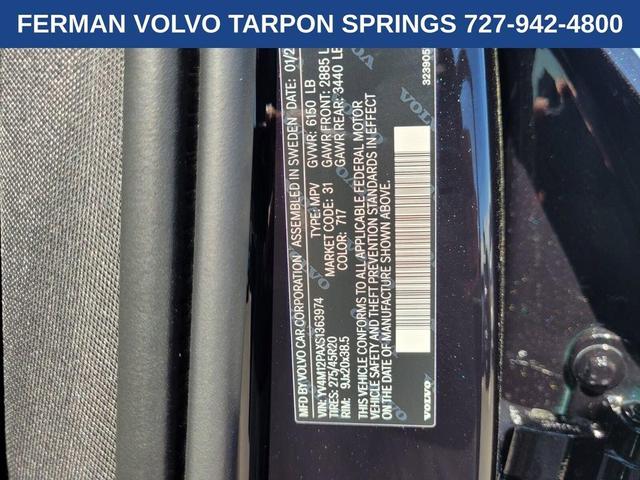 FERMAN VOLVO TARPON SPRINGS 727-942-4800
MFD BY VOLVO CAR CORPORATION ASSEMBLED IN SWEDEN DATE: 01/2
VIN: YV4M12PAXS1363974 TYPE: MPV GVWR: 6150 LB
TIRES: 275/45R20 MARKET CODE: 31 GAWR FRONT: 2885 L
RIM: 9Jx20x38.5 COLOR: 717 GAWR REAR: 3440 LB
THIS VEHICLE CONFORMS TO ALL APPLICABLE FEDERAL MOTOR
VEHICLE SAFETY AND THEFT PREVENTION STANDARDS IN EFFECT
ON THE DATE OF MANUFACTURE SHOWN ABOVE.
VOLVO
323905